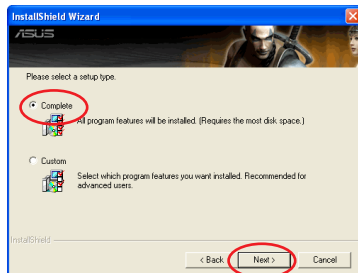 InstallShield Wizard
ASUS
Please select a setup type.
Complete
All program features will be installed. (Requires the most disk space.)
Custom
Select which program features you want installed. Recommended for
advanced users.
InstallShield
< Back
Next >
Cancel